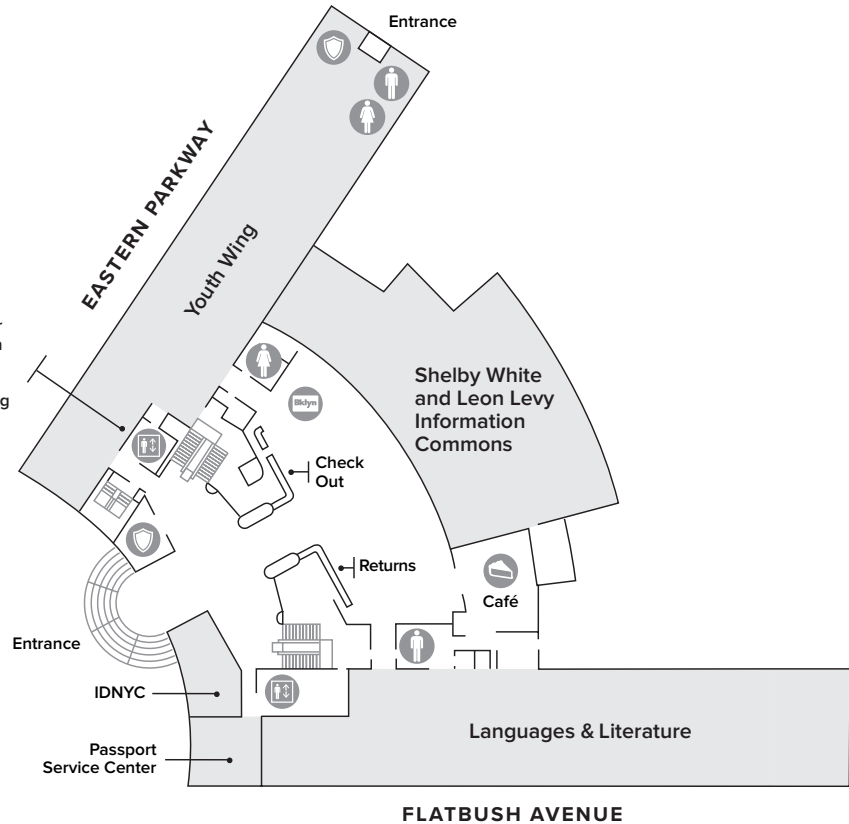 Entrance
EASTERN PARKWAY
Youth Wing
Shelby White
and Leon Levy
Information
Commons
Bklyn
Check
Out
Returns
Café
Entrance
IDNYC
Passport
Service Center
Languages & Literature
FLATBUSH AVENUE